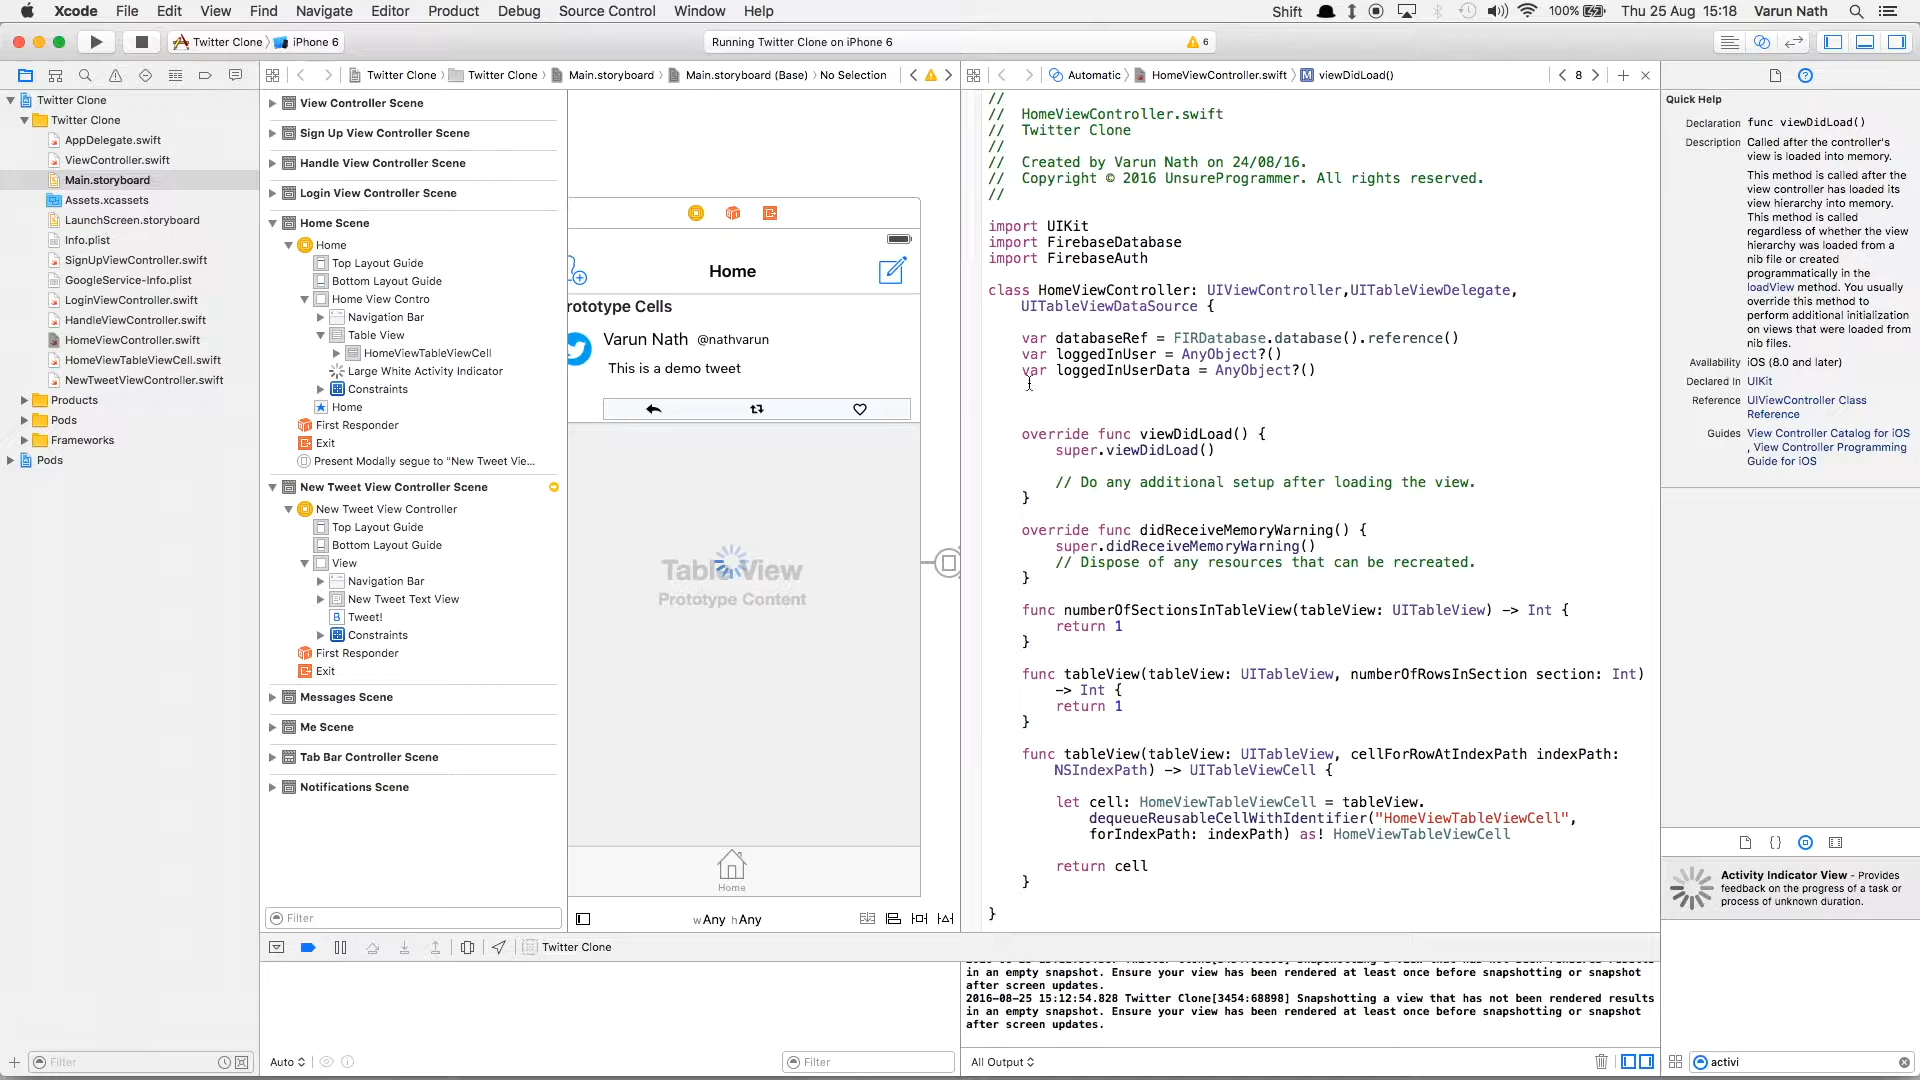 Xcode File Edit View Find Navigate Editor Product Debug Source Control Window Help Shift 100% Thu 25 Aug 15:18 Varun Nath
Twitter Clone iPhone 6 Running Twitter Clone on iPhone 6 6
Twitter Clone Twitter Clone Main.storyboard Main.storyboard (Base) No Selection
Automatic HomeViewController.swift M viewDidLoad() 8
Twitter Clone
Twitter Clone
AppDelegate.swift
ViewController.swift
Main.storyboard
Assets.xcassets
LaunchScreen.storyboard
Info.plist
SignUpViewController.swift
GoogleService-Info.plist
LoginViewController.swift
HandleViewController.swift
HomeViewController.swift
HomeViewTableViewCell.swift
NewTweetViewController.swift
Products
Pods
Frameworks
Pods
Filter
View Controller Scene
Sign Up View Controller Scene
Handle View Controller Scene
Login View Controller Scene
Home Scene
Home
Top Layout Guide
Bottom Layout Guide
Home View Contro
Navigation Bar
Table View
HomeViewTableViewCell
Large White Activity Indicator
Constraints
Home
First Responder
Exit
Present Modally segue to "New Tweet Vie...
New Tweet View Controller Scene
New Tweet View Controller
Top Layout Guide
Bottom Layout Guide
View
Navigation Bar
New Tweet Text View
B Tweet!
Constraints
First Responder
Exit
Messages Scene
Me Scene
Tab Bar Controller Scene
Notifications Scene
Filter
Home
rototype Cells
Varun Nath @nathvarun
This is a demo tweet
Table View
Prototype Content
Home
wAny hAny
//
// HomeViewController.swift
// Twitter Clone
//
// Created by Varun Nath on 24/08/16.
// Copyright © 2016 UnsureProgrammer. All rights reserved.
//
import UIKit
import FirebaseDatabase
import FirebaseAuth
class HomeViewController: UIViewController,UITableViewDelegate,
UITableViewDataSource {
var databaseRef = FIRDatabase.database().reference()
var loggedInUser = AnyObject?()
var loggedInUserData = AnyObject?()
override func viewDidLoad() {
super.viewDidLoad()
// Do any additional setup after loading the view.
}
override func didReceiveMemoryWarning() {
super.didReceiveMemoryWarning()
// Dispose of any resources that can be recreated.
}
func numberOfSectionsInTableView(tableView: UITableView) -> Int {
return 1
}
func tableView(tableView: UITableView, numberOfRowsInSection section: Int)
-> Int {
return 1
}
func tableView(tableView: UITableView, cellForRowAtIndexPath indexPath:
NSIndexPath) -> UITableViewCell {
let cell: HomeViewTableViewCell = tableView.
dequeueReusableCellWithIdentifier("HomeViewTableViewCell",
forIndexPath: indexPath) as! HomeViewTableViewCell
return cell
}
}
Quick Help
Declaration func viewDidLoad()
Description Called after the controller's
view is loaded into memory.
This method is called after the
view controller has loaded its
view hierarchy into memory.
This method is called
regardless of whether the view
hierarchy was loaded from a
nib file or created
programmatically in the
loadView method. You usually
override this method to
perform additional initialization
on views that were loaded from
nib files.
Availability iOS (8.0 and later)
Declared In UIKit
Reference UIViewController Class
Reference
Guides View Controller Catalog for iOS
, View Controller Programming
Guide for iOS
{}
Activity Indicator View - Provides
feedback on the progress of a task or
process of unknown duration.
activi
Twitter Clone
in an empty snapshot. Ensure your view has been rendered at least once before snapshotting or snapshot
after screen updates.
2016-08-25 15:12:54.828 Twitter Clone[3454:68898] Snapshotting a view that has not been rendered results
in an empty snapshot. Ensure your view has been rendered at least once before snapshotting or snapshot
after screen updates.
Auto Filter All Output